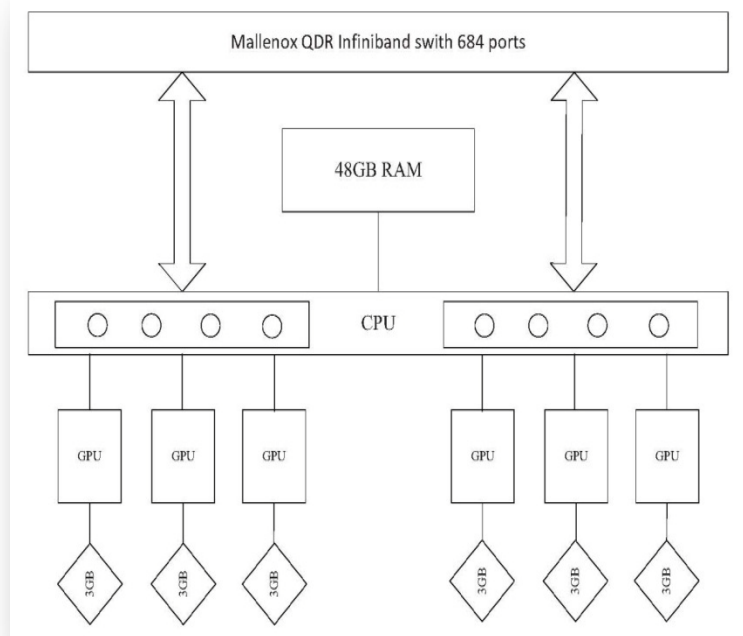 Mallenox QDR Infiniband swith 684 ports
48GB RAM
CPU
GPU
GPU
GPU
GPU
GPU
GPU
3GB
3GB
3GB
3GB
3GB
3GB